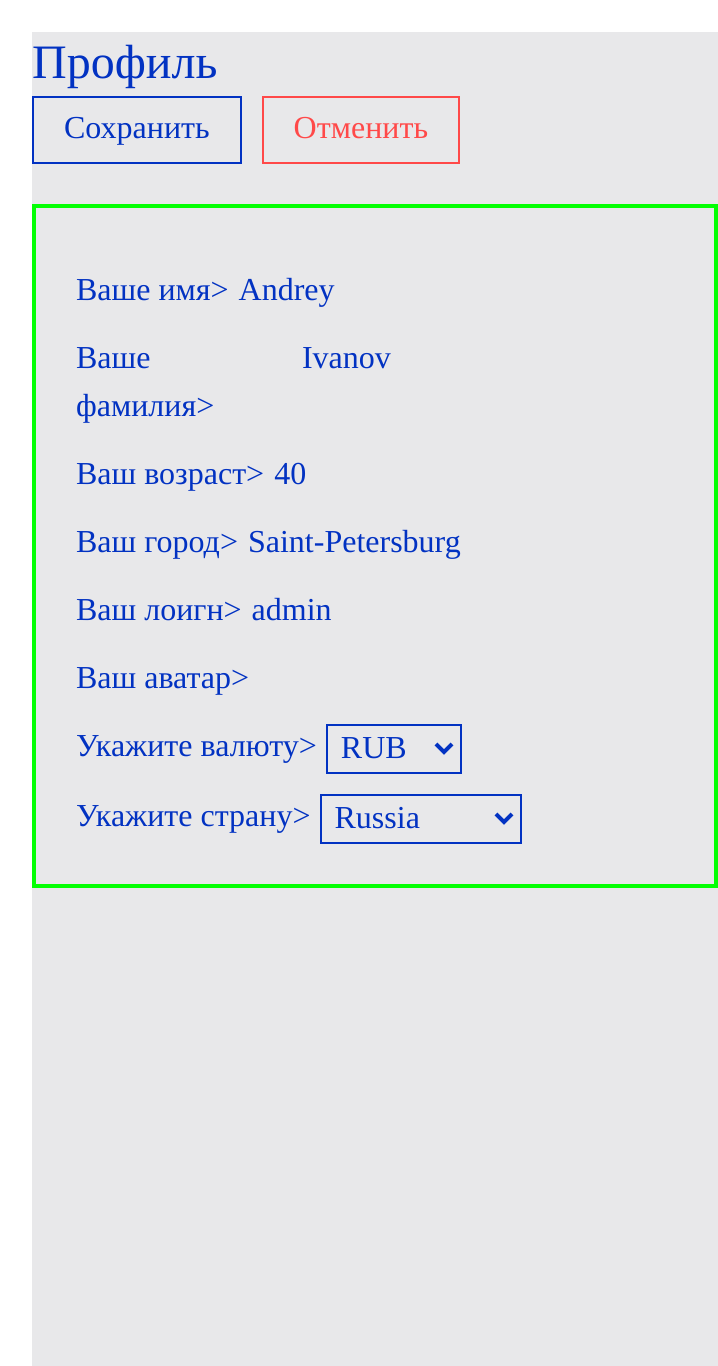 Профиль
Сохранить Отменить
Ваше имя> Andrey
Ваше Ivanov
фамилия>
Ваш возраст> 40
Ваш город> Saint-Petersburg
Ваш лоигн> admin
Ваш аватар>
Укажите валюту> RUB
Укажите страну> Russia